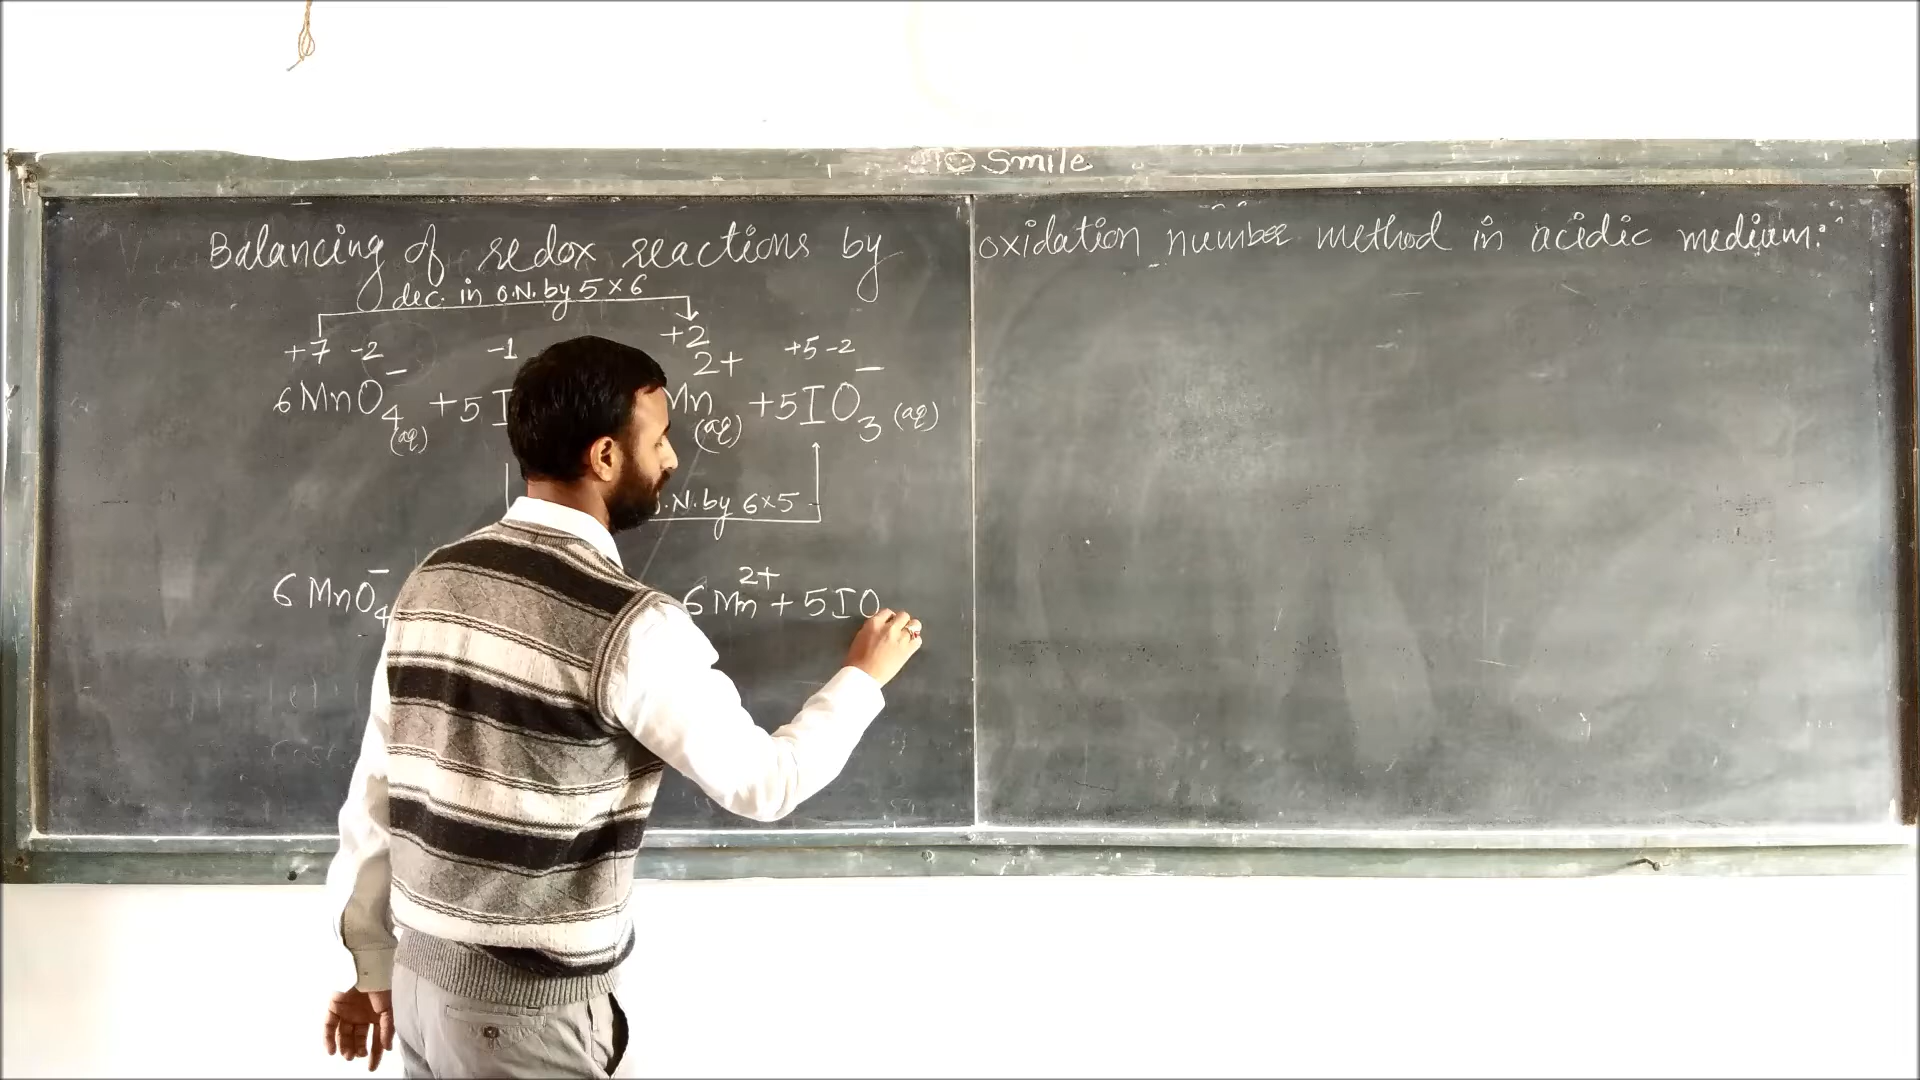 Smile
Balancing of redox reactions by oxidation number method in acidic medium:
dec. in O.N. by 5 × 6
+7 -2 -1 +2 +5 -2
6MnO₄⁻(aq) + 5I Mn²⁺(aq) + 5IO₃⁻(aq)
.N. by 6×5
6MnO₄⁻ 6Mn²⁺ + 5IO